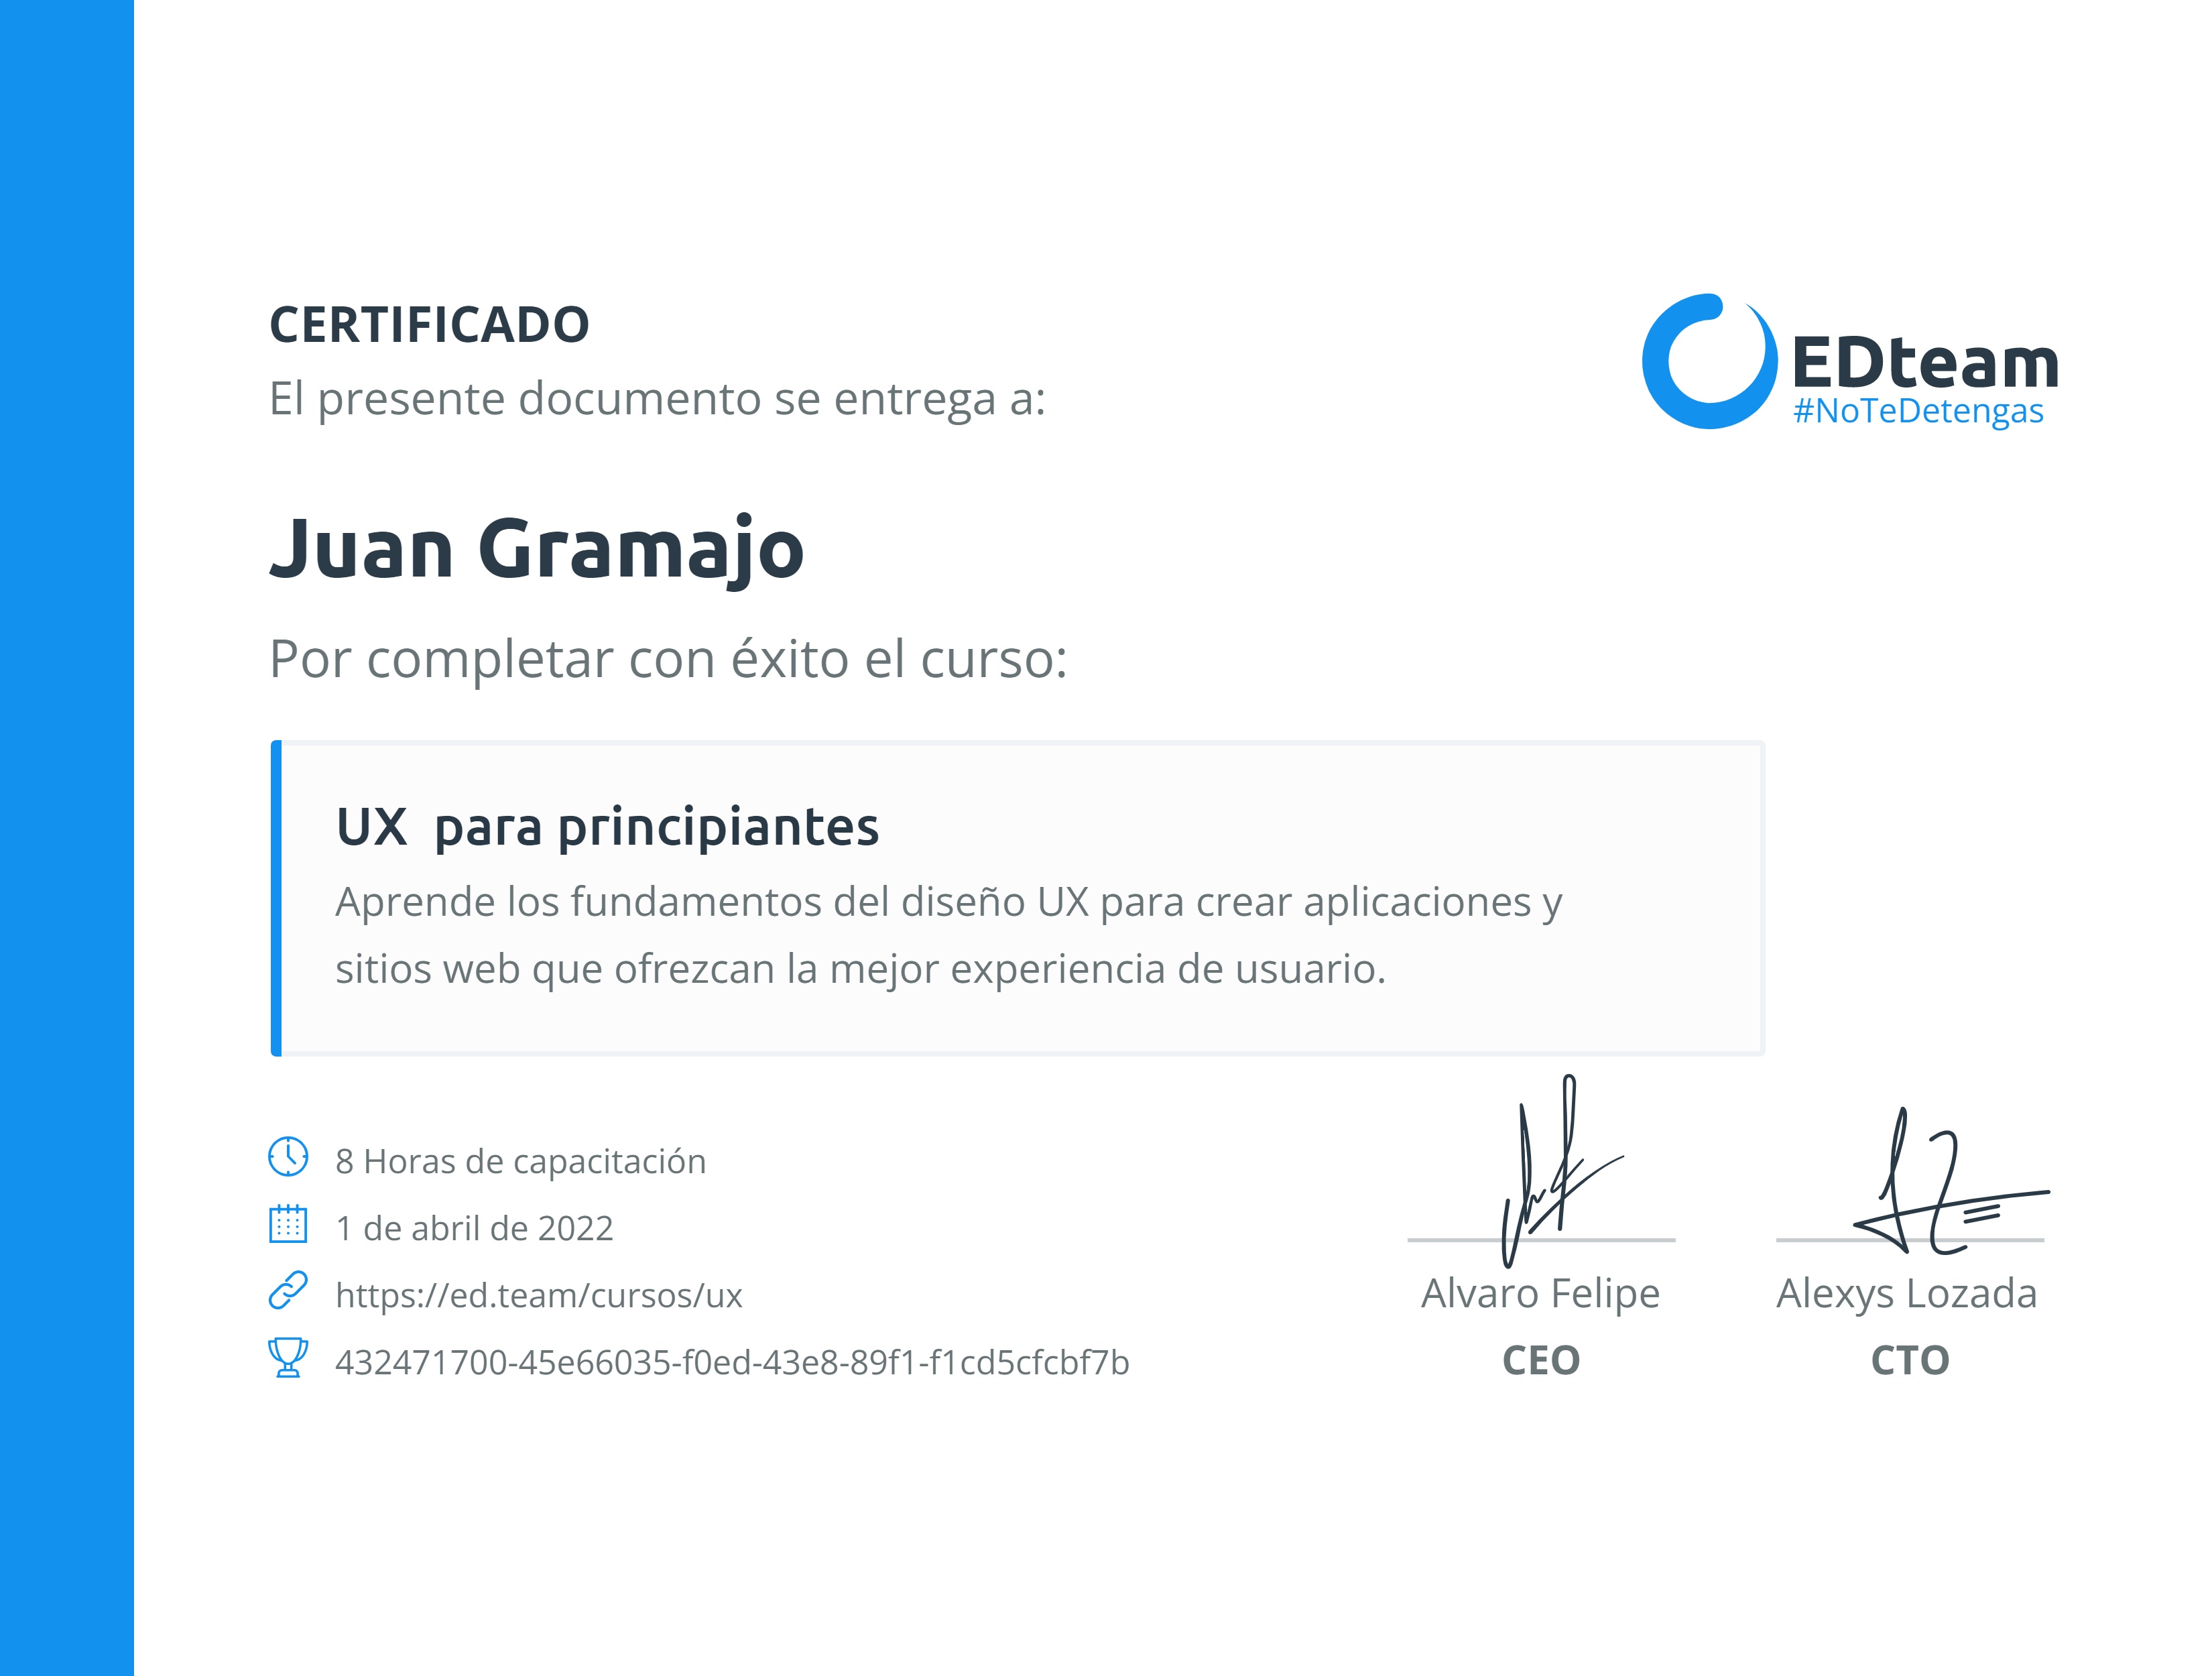 CERTIFICADO
El presente documento se entrega a:
EDteam
#NoTeDetengas
Juan Gramajo
Por completar con éxito el curso:
UX  para principiantes
Aprende los fundamentos del diseño UX para crear aplicaciones y
sitios web que ofrezcan la mejor experiencia de usuario.
8 Horas de capacitación
1 de abril de 2022
https://ed.team/cursos/ux
432471700-45e66035-f0ed-43e8-89f1-f1cd5cfcbf7b
Alvaro Felipe
CEO
Alexys Lozada
CTO